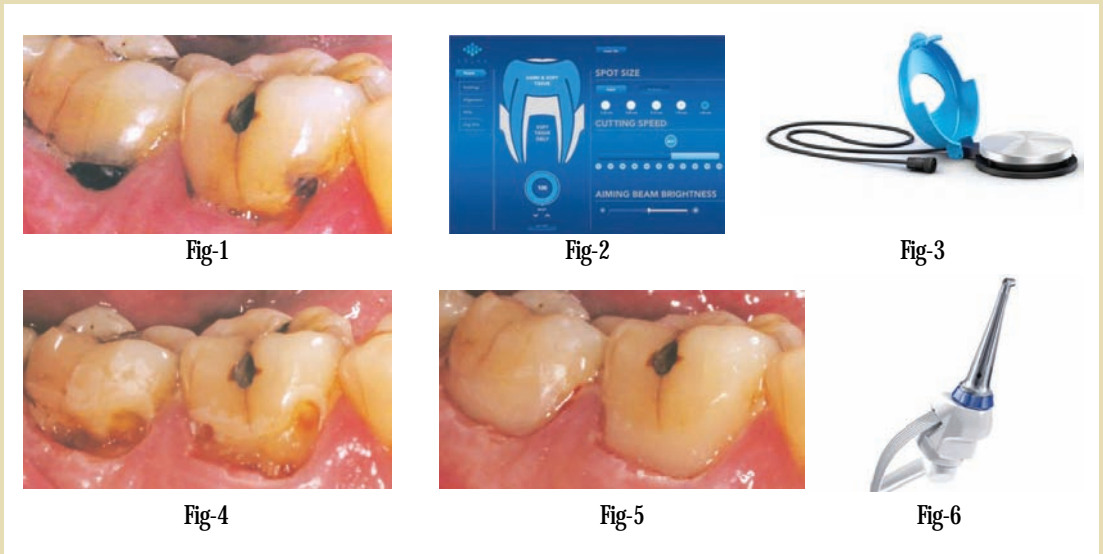 HARD & SOFT
TISSUE
SOFT
TISSUE
ONLY
100
SPOT SIZE
CUTTING SPEED
AIMING BEAM BRIGHTNESS
Fig-1
Fig-2
Fig-3
Fig-4
Fig-5
Fig-6